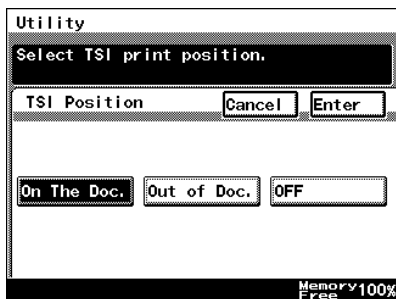 Utility
Select TSI print position.
TSI Position Cancel Enter
On The Doc. Out of Doc. OFF
Memory 100%
Free